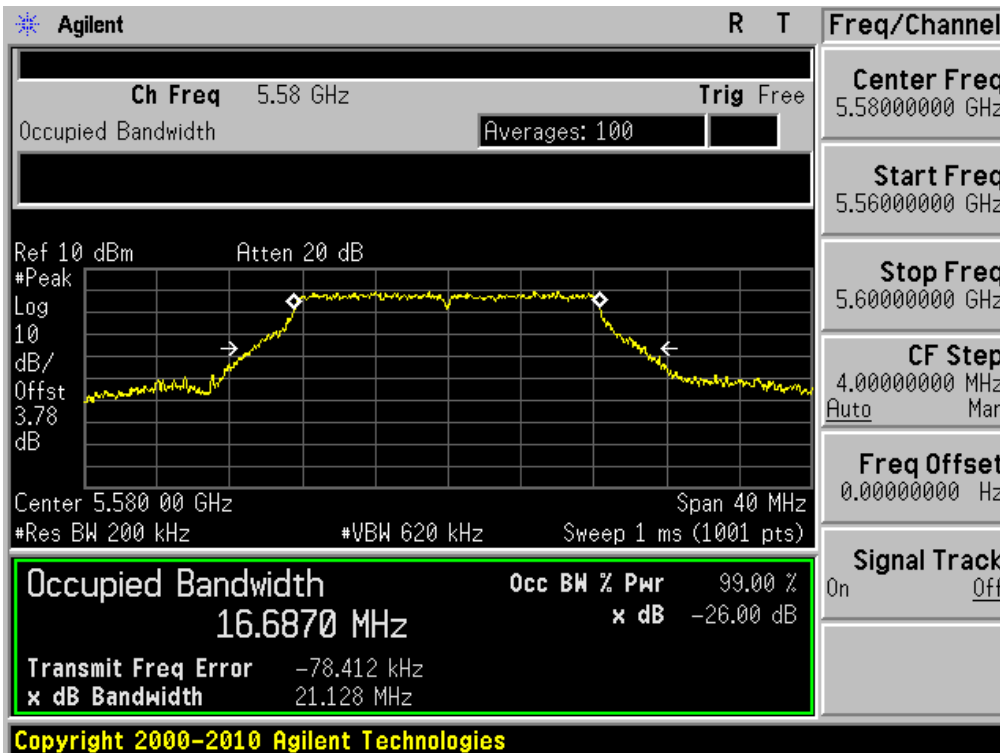 Agilent R T Freq/Channel
Ch Freq 5.58 GHz Trig Free
Occupied Bandwidth Averages: 100
Center Freq
5.58000000 GHz
Start Freq
5.56000000 GHz
Stop Freq
5.60000000 GHz
CF Step
4.00000000 MHz
Auto Man
Freq Offset
0.00000000 Hz
Signal Track
On Off
Ref 10 dBm Atten 20 dB
#Peak
Log
10
dB/
Offst
3.78
dB
Center 5.580 00 GHz Span 40 MHz
#Res BW 200 kHz #VBW 620 kHz Sweep 1 ms (1001 pts)
Occupied Bandwidth Occ BW % Pwr 99.00 %
16.6870 MHz x dB -26.00 dB
Transmit Freq Error -78.412 kHz
x dB Bandwidth 21.128 MHz
Copyright 2000-2010 Agilent Technologies